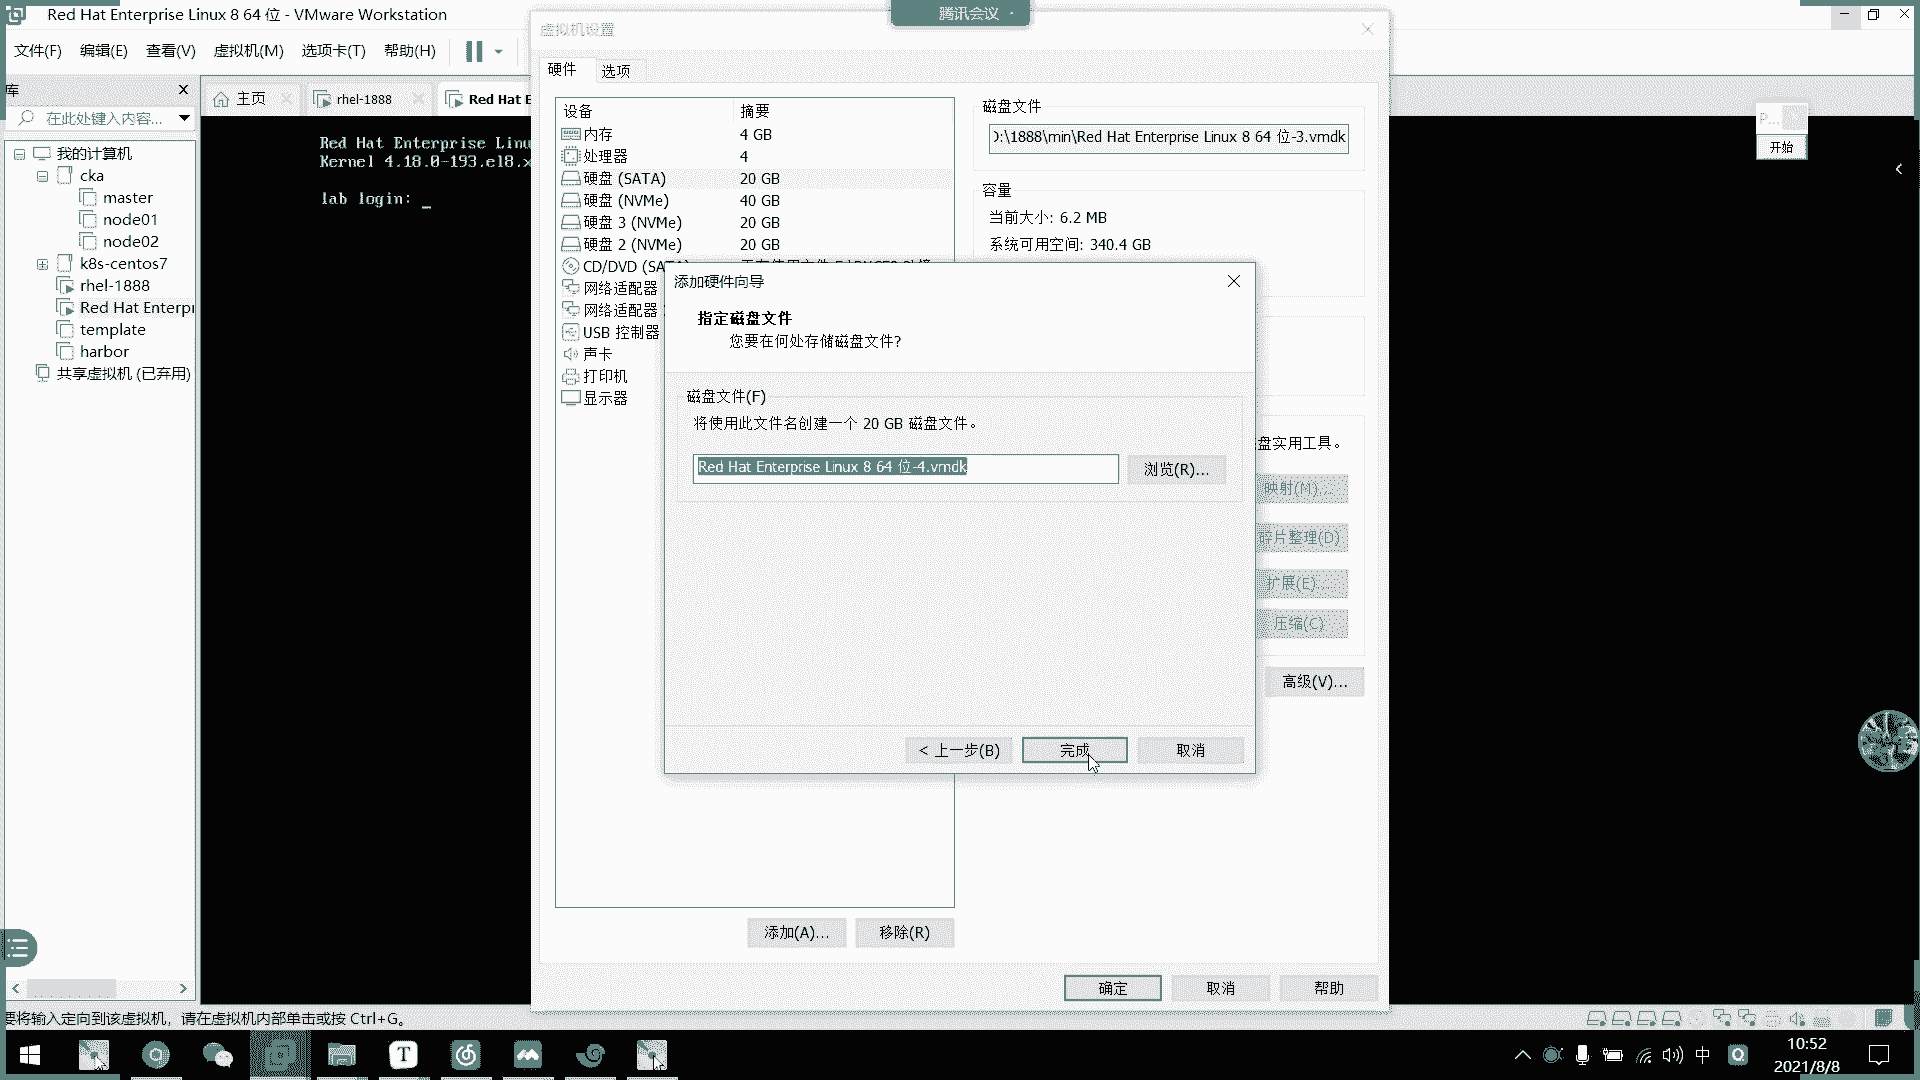 Red Hat Enterprise Linux 8 64 位 - VMware Workstation
腾讯会议
文件(F) 编辑(E) 查看(V) 虚拟机(M) 选项卡(T) 帮助(H)
虚拟机设置
库
在此处键入内容...
我的计算机
cka
master
node01
node02
k8s-centos7
rhel-1888
Red Hat Enterpr
template
harbor
共享虚拟机 (已弃用)
主页 rhel-1888 Red Hat E
Red Hat Enterprise Linu
Kernel 4.18.0-193.el8.x
lab login: _
硬件 选项
设备 摘要
内存 4 GB
处理器 4
硬盘 (SATA) 20 GB
硬盘 (NVMe) 40 GB
硬盘 3 (NVMe) 20 GB
硬盘 2 (NVMe) 20 GB
CD/DVD (SA
网络适配器
网络适配器
USB 控制器
声卡
打印机
显示器
磁盘文件
D:\1888\min\Red Hat Enterprise Linux 8 64 位-3.vmdk
容量
当前大小: 6.2 MB
系统可用空间: 340.4 GB
盘实用工具。
映射(M)...
碎片整理(D)
扩展(E)...
压缩(C)
高级(V)...
添加硬件向导
指定磁盘文件
您要在何处存储磁盘文件?
磁盘文件(F)
将使用此文件名创建一个 20 GB 磁盘文件。
Red Hat Enterprise Linux 8 64 位-4.vmdk
浏览(R)...
< 上一步(B) 完成 取消
添加(A)... 移除(R)
确定 取消 帮助
P...
开始
要将输入定向到该虚拟机，请在虚拟机内部单击或按 Ctrl+G。
T
中
10:52
2021/8/8